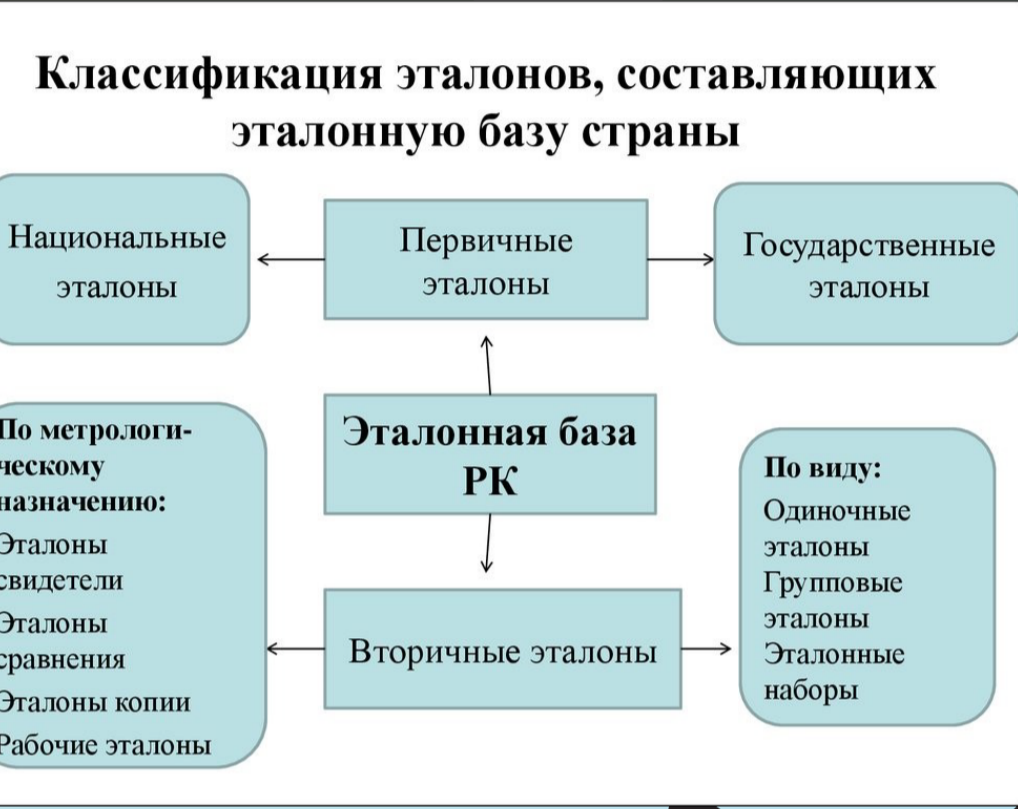 Классификация эталонов, составляющих
эталонную базу страны
Национальные
эталоны
Первичные
эталоны
Государственные
эталоны
Эталонная база
РК
По метрологи-
ческому
назначению:
Эталоны
свидетели
Эталоны
сравнения
Эталоны копии
Рабочие эталоны
Вторичные эталоны
По виду:
Одиночные
эталоны
Групповые
эталоны
Эталонные
наборы